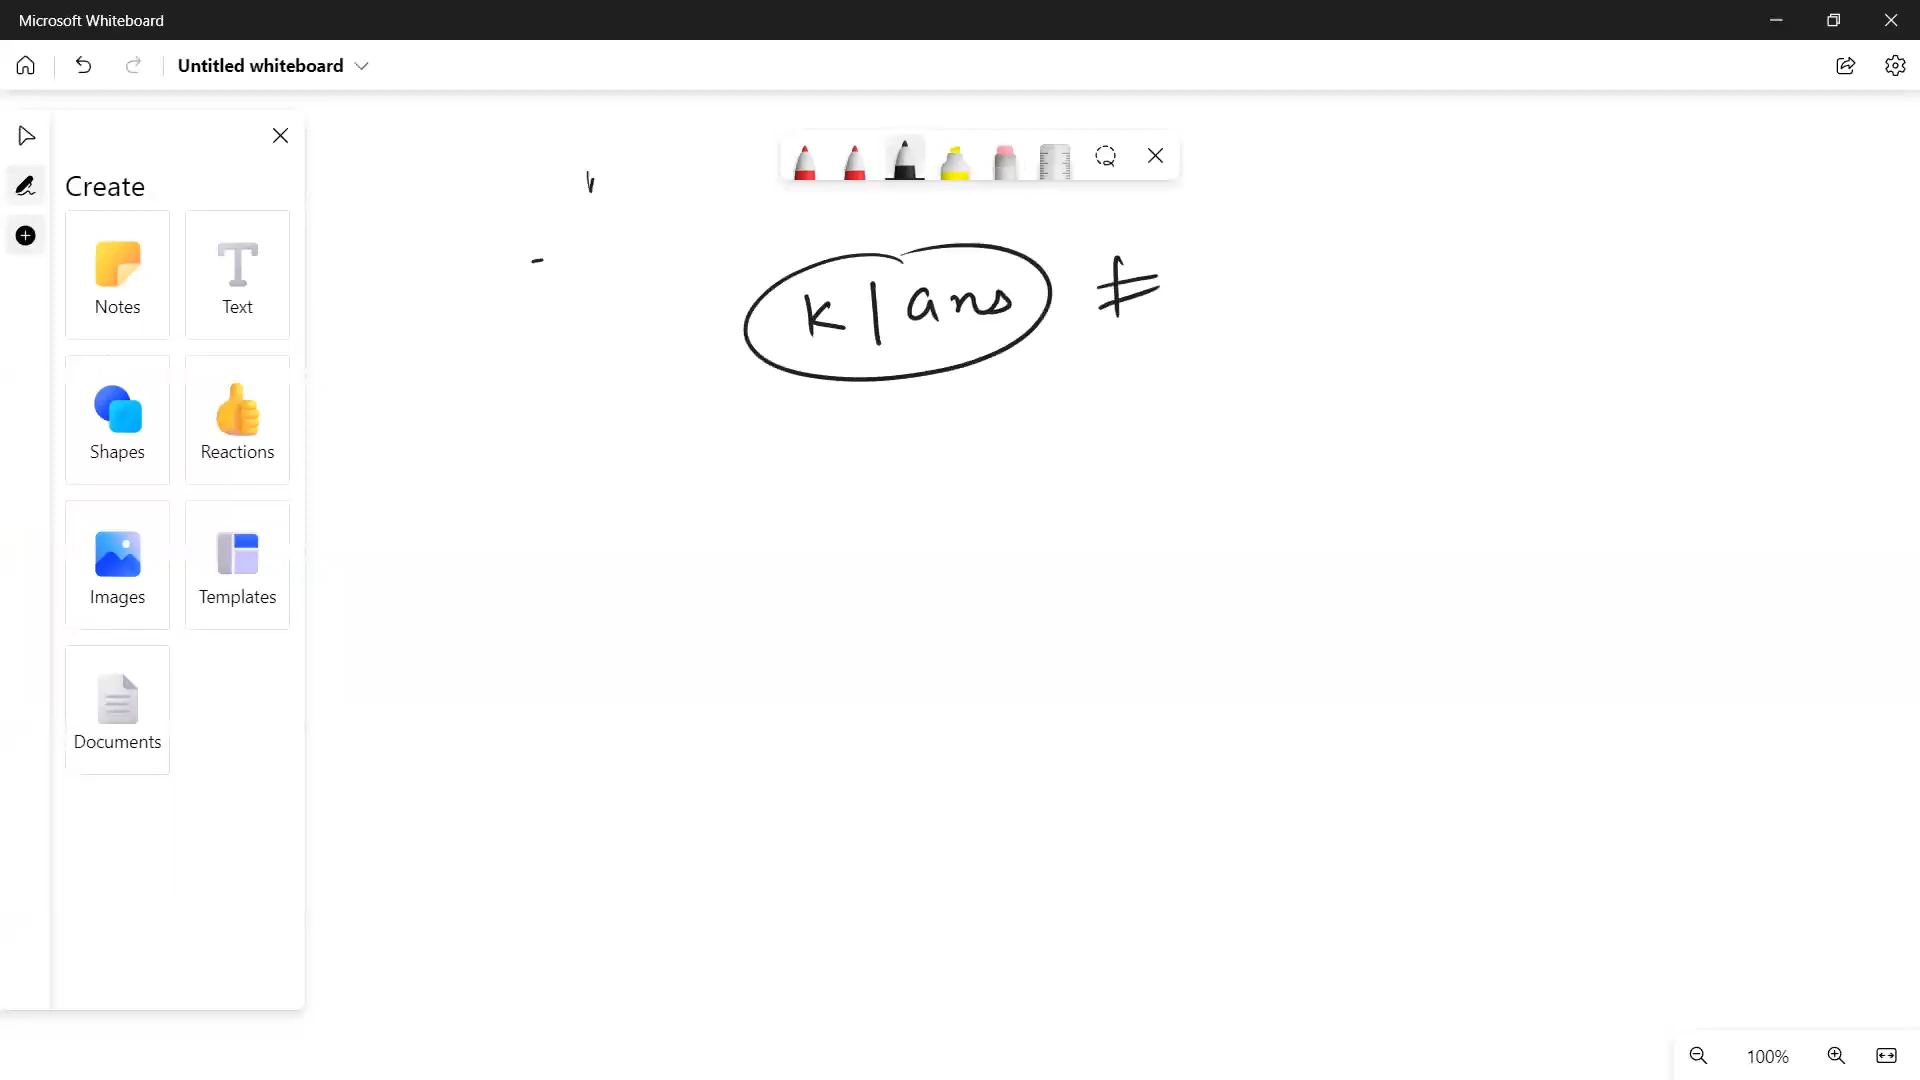 Microsoft Whiteboard
Untitled whiteboard
Create
Notes
Text
k | ans ≠
Shapes
Reactions
Images
Templates
Documents
100%